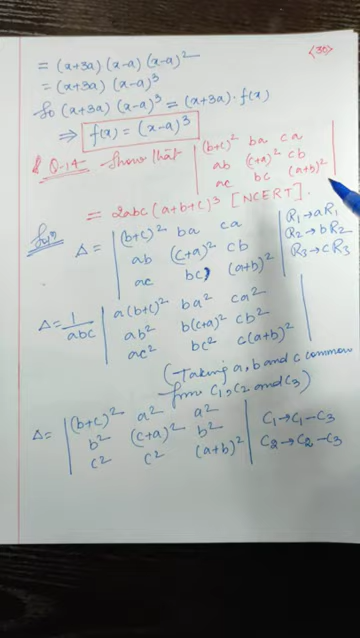 <30>
= (x+3a) (x-a) (x-a)²
= (x+3a) (x-a)³
So (x+3a) (x-a)³ = (x+3a)·f(x)
⇒ f(x) = (x-a)³
Q.14- Show that | (b+c)² ba ca |
| ab (c+a)² cb |
| ac bc (a+b)² |
= 2abc (a+b+c)³ [NCERT].
Solⁿ Δ = | (b+c)² ba ca | R₁→aR₁
| ab (c+a)² cb | R₂→bR₂
| ac bc (a+b)² | R₃→cR₃
Δ = 1/abc | a(b+c)² ba² ca² |
| ab² b(c+a)² cb² |
| ac² bc² c(a+b)² |
(Taking a, b and c common
from C₁, C₂ and C₃)
Δ = | (b+c)² a² a² | C₁→C₁-C₃
| b² (c+a)² b² | C₂→C₂-C₃
| c² c² (a+b)² |